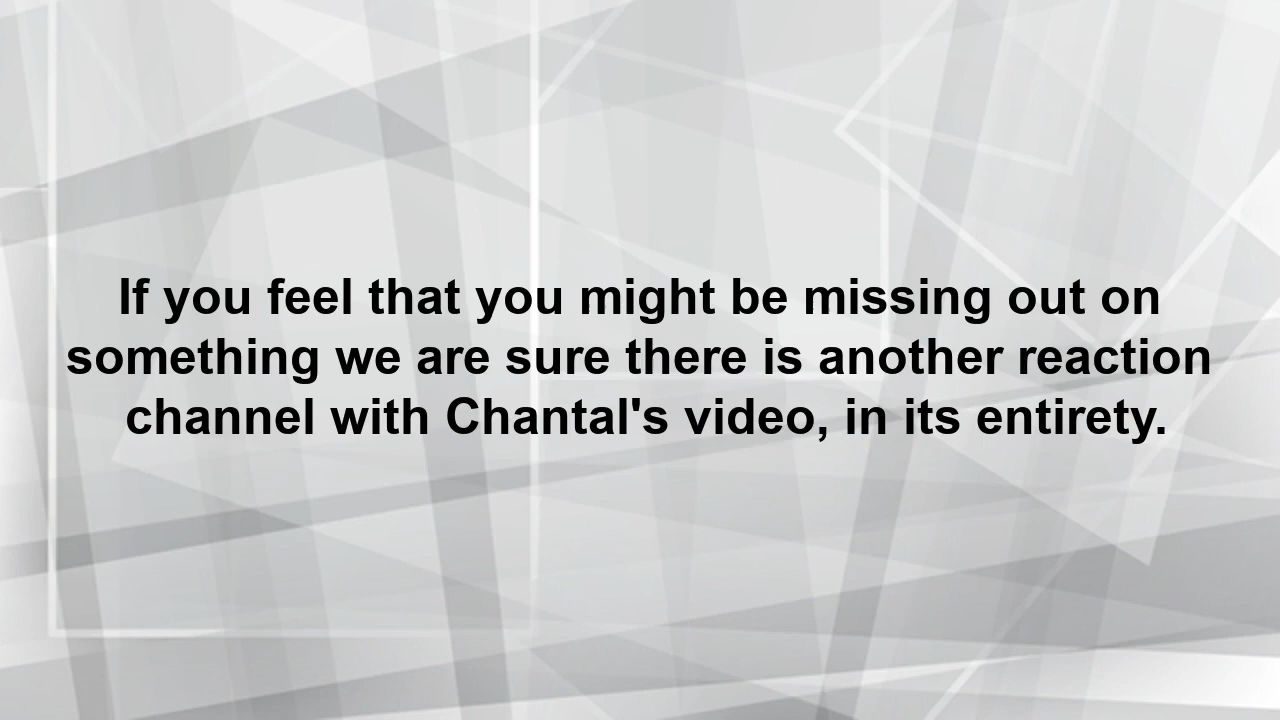 If you feel that you might be missing out on
something we are sure there is another reaction
channel with Chantal's video, in its entirety.